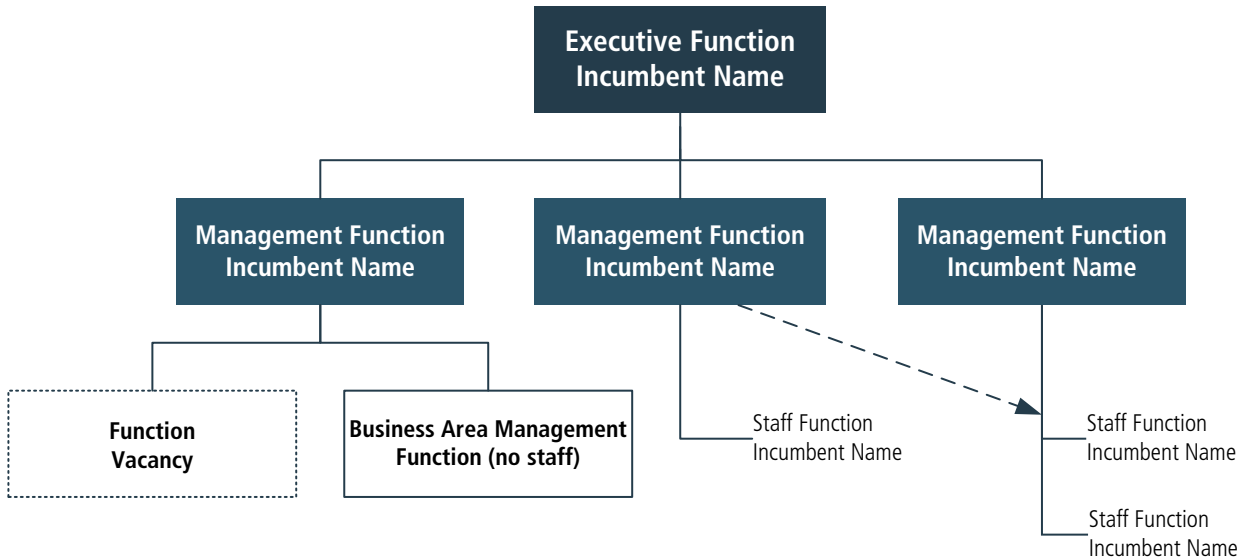 Executive Function
Incumbent Name
Management Function
Incumbent Name
Management Function
Incumbent Name
Management Function
Incumbent Name
Function
Vacancy
Business Area Management
Function (no staff)
Staff Function
Incumbent Name
Staff Function
Incumbent Name
Staff Function
Incumbent Name